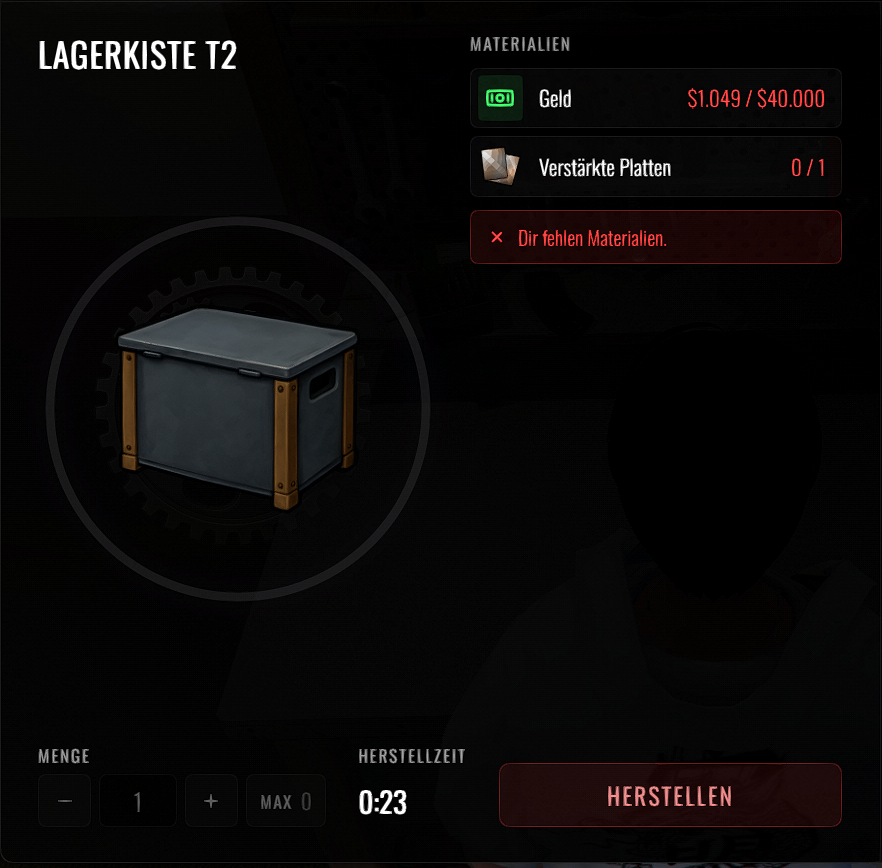 LAGERKISTE T2
MATERIALIEN
Geld $1.049 / $40.000
Verstärkte Platten 0 / 1
× Dir fehlen Materialien.
MENGE
− 1 + MAX 0
HERSTELLZEIT
0:23
HERSTELLEN